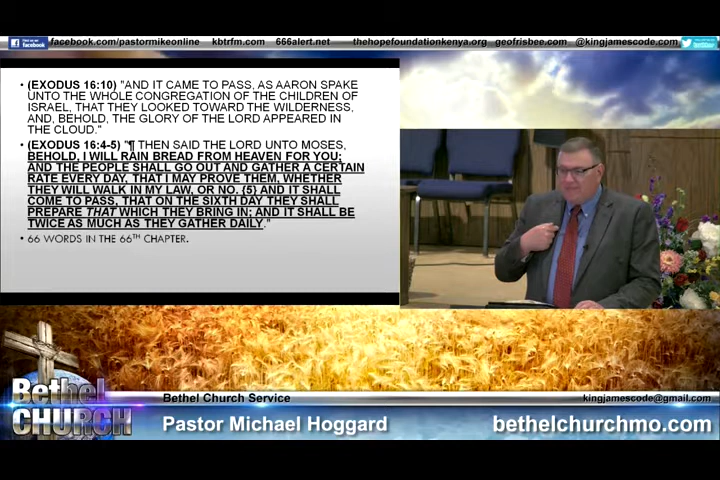 facebook.com/pastormikeonline kbtrfm.com 666alert.net thehopefoundationkenya.org geofrisbee.com @kingjamescode.com
• (EXODUS 16:10) "AND IT CAME TO PASS, AS AARON SPAKE
UNTO THE WHOLE CONGREGATION OF THE CHILDREN OF
ISRAEL, THAT THEY LOOKED TOWARD THE WILDERNESS,
AND, BEHOLD, THE GLORY OF THE LORD APPEARED IN
THE CLOUD."
• (EXODUS 16:4-5) "¶ THEN SAID THE LORD UNTO MOSES,
BEHOLD, I WILL RAIN BREAD FROM HEAVEN FOR YOU;
AND THE PEOPLE SHALL GO OUT AND GATHER A CERTAIN
RATE EVERY DAY, THAT I MAY PROVE THEM, WHETHER
THEY WILL WALK IN MY LAW, OR NO. (5) AND IT SHALL
COME TO PASS, THAT ON THE SIXTH DAY THEY SHALL
PREPARE THAT WHICH THEY BRING IN; AND IT SHALL BE
TWICE AS MUCH AS THEY GATHER DAILY."
• 66 WORDS IN THE 66TH CHAPTER.
Bethel
CHURCH
Bethel Church Service kingjamescode@gmail.com
Pastor Michael Hoggard bethelchurchmo.com